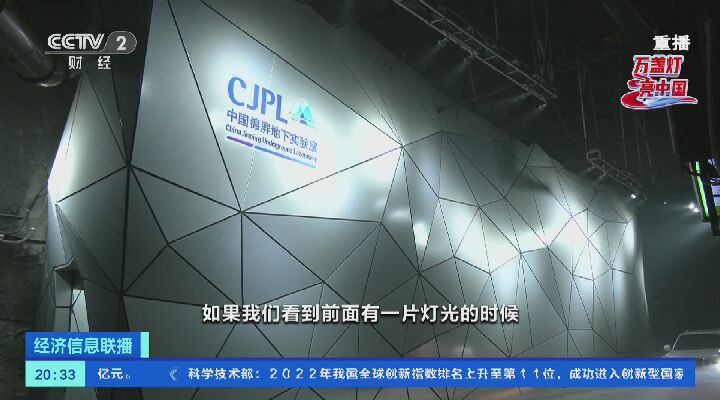 CCTV 2
财 经
重播
万盏灯
亮中国
CJPL
中国锦屏地下实验室
China Jinping Underground Laboratory
如果我们看到前面有一片灯光的时候
经济信息联播
20:33 亿元。 《 科学技术部：2022年我国全球创新指数排名上升至第11位，成功进入创新型国家